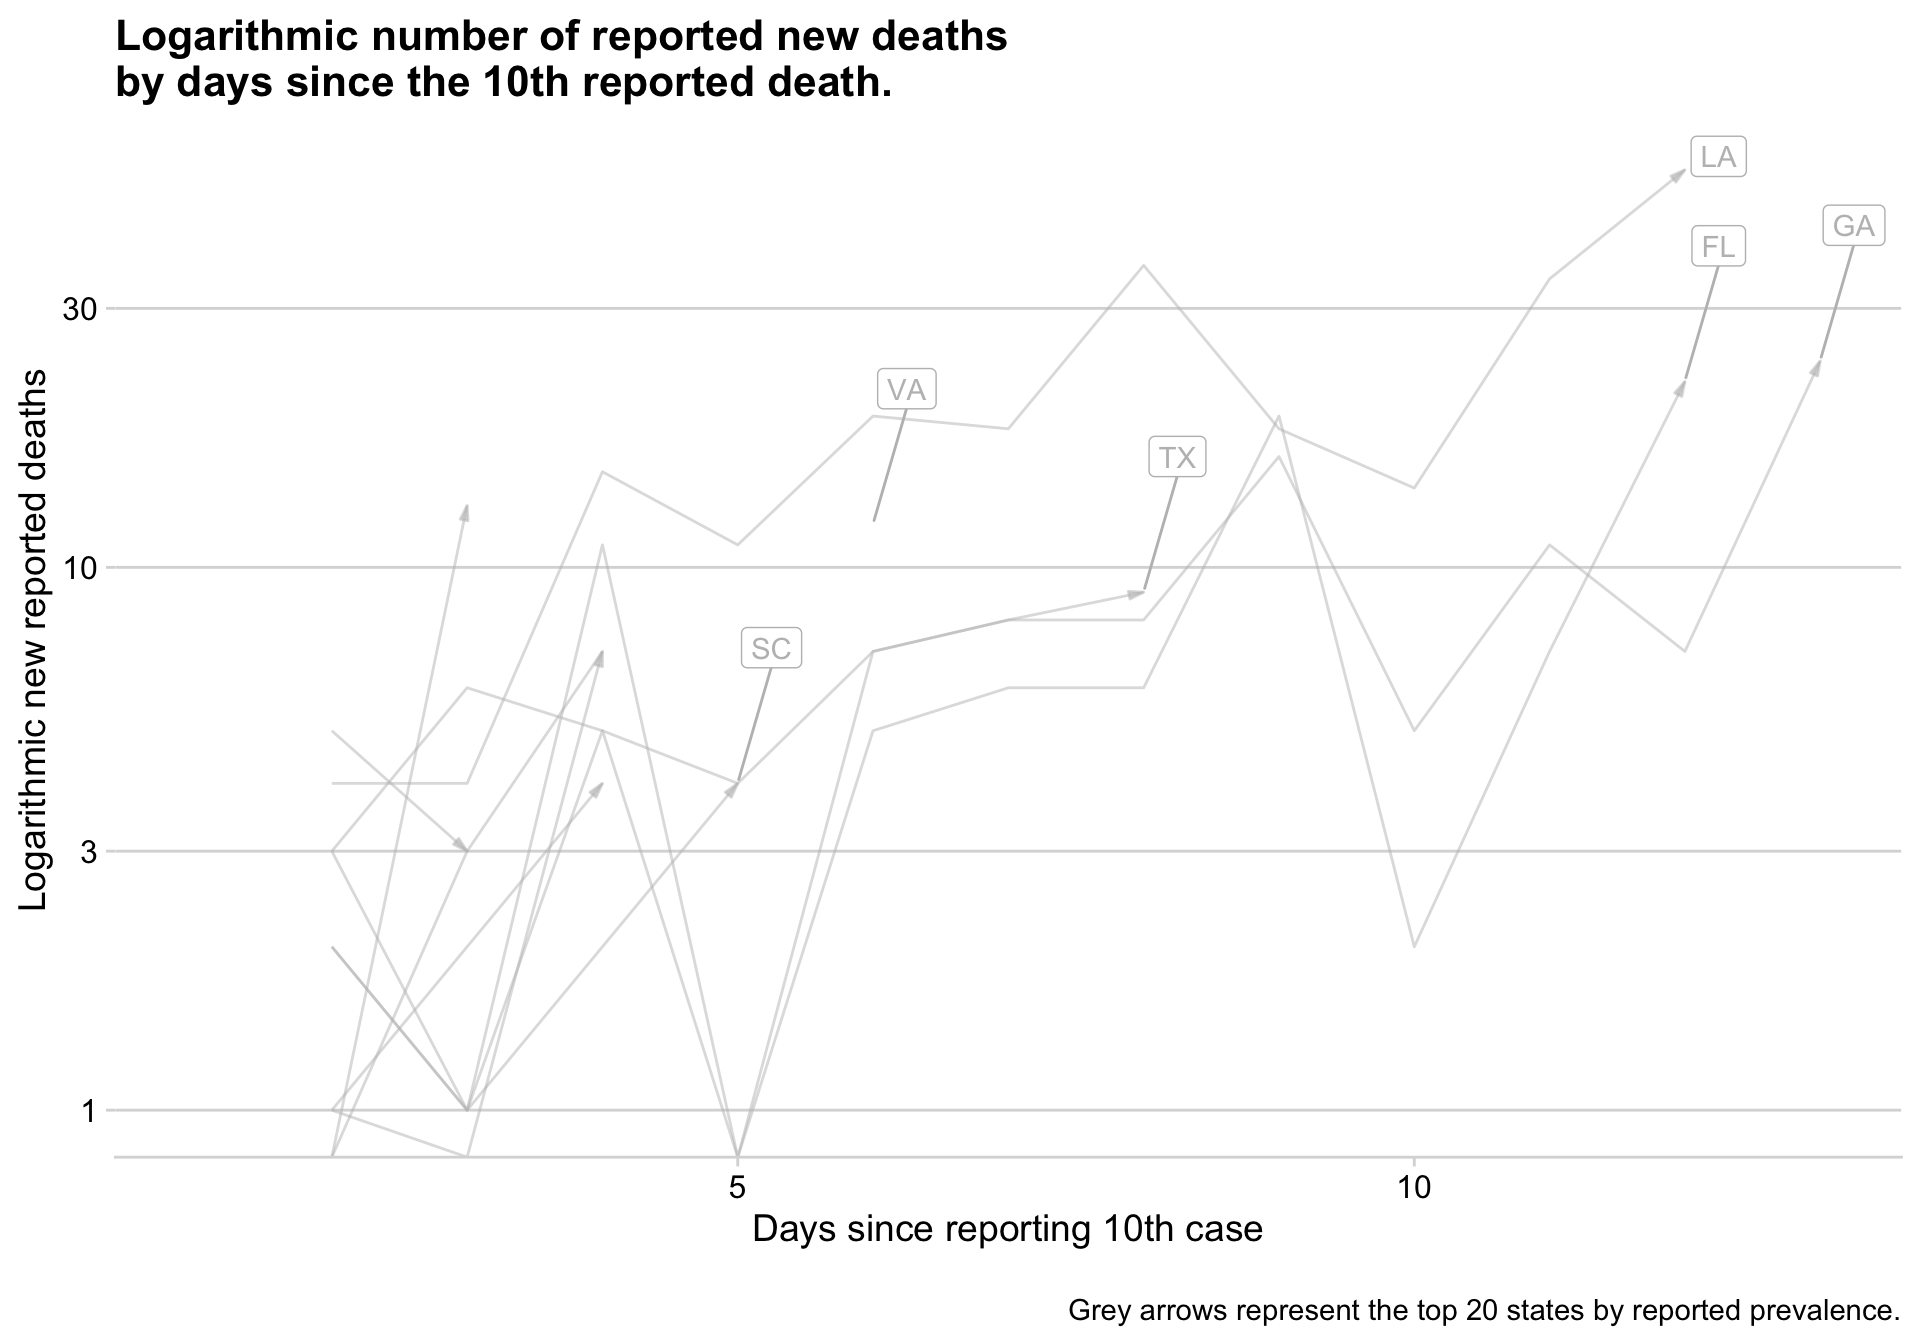 Logarithmic number of reported new deaths
by days since the 10th reported death.
LA
GA
FL
30
VA
TX
10
SC
Logarithmic new reported deaths
3
1
5
10
Days since reporting 10th case
Grey arrows represent the top 20 states by reported prevalence.